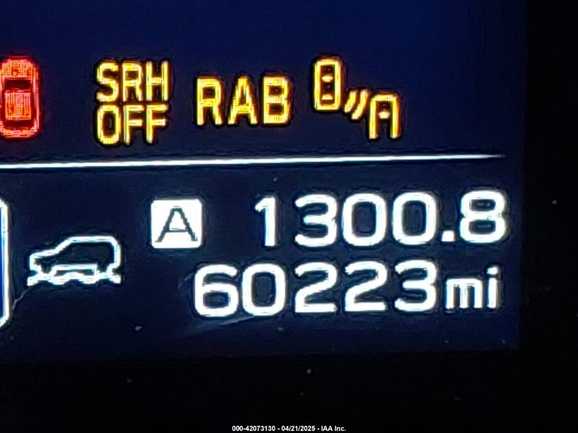 SRH
OFF
RAB
A 1300.8
60223mi
000-42073130 - 04/21/2025 - IAA Inc.